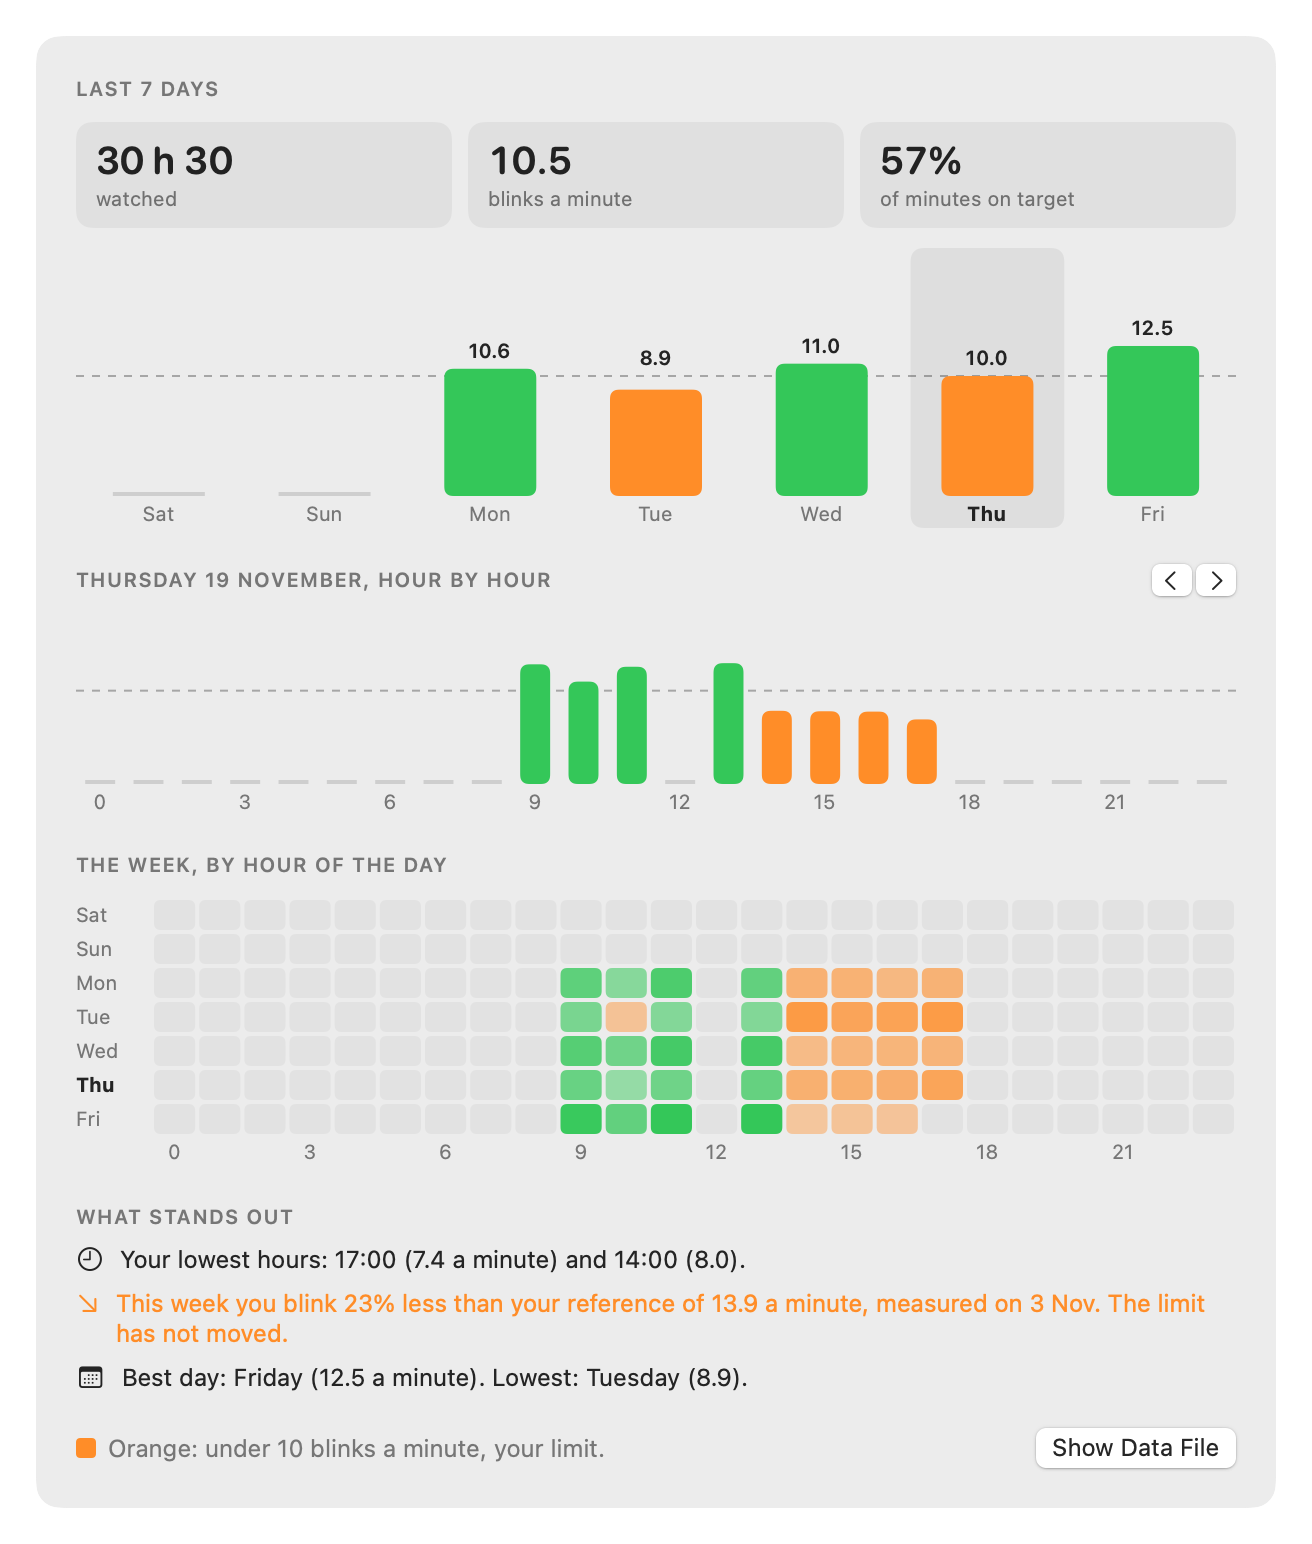 LAST 7 DAYS
30 h 30
watched
10.5
blinks a minute
57%
of minutes on target
10.6
8.9
11.0
10.0
12.5
Sat
Sun
Mon
Tue
Wed
Thu
Fri
THURSDAY 19 NOVEMBER, HOUR BY HOUR
0
3
6
9
12
15
18
21
THE WEEK, BY HOUR OF THE DAY
Sat
Sun
Mon
Tue
Wed
Thu
Fri
0
3
6
9
12
15
18
21
WHAT STANDS OUT
Your lowest hours: 17:00 (7.4 a minute) and 14:00 (8.0).
This week you blink 23% less than your reference of 13.9 a minute, measured on 3 Nov. The limit
has not moved.
Best day: Friday (12.5 a minute). Lowest: Tuesday (8.9).
Orange: under 10 blinks a minute, your limit.
Show Data File